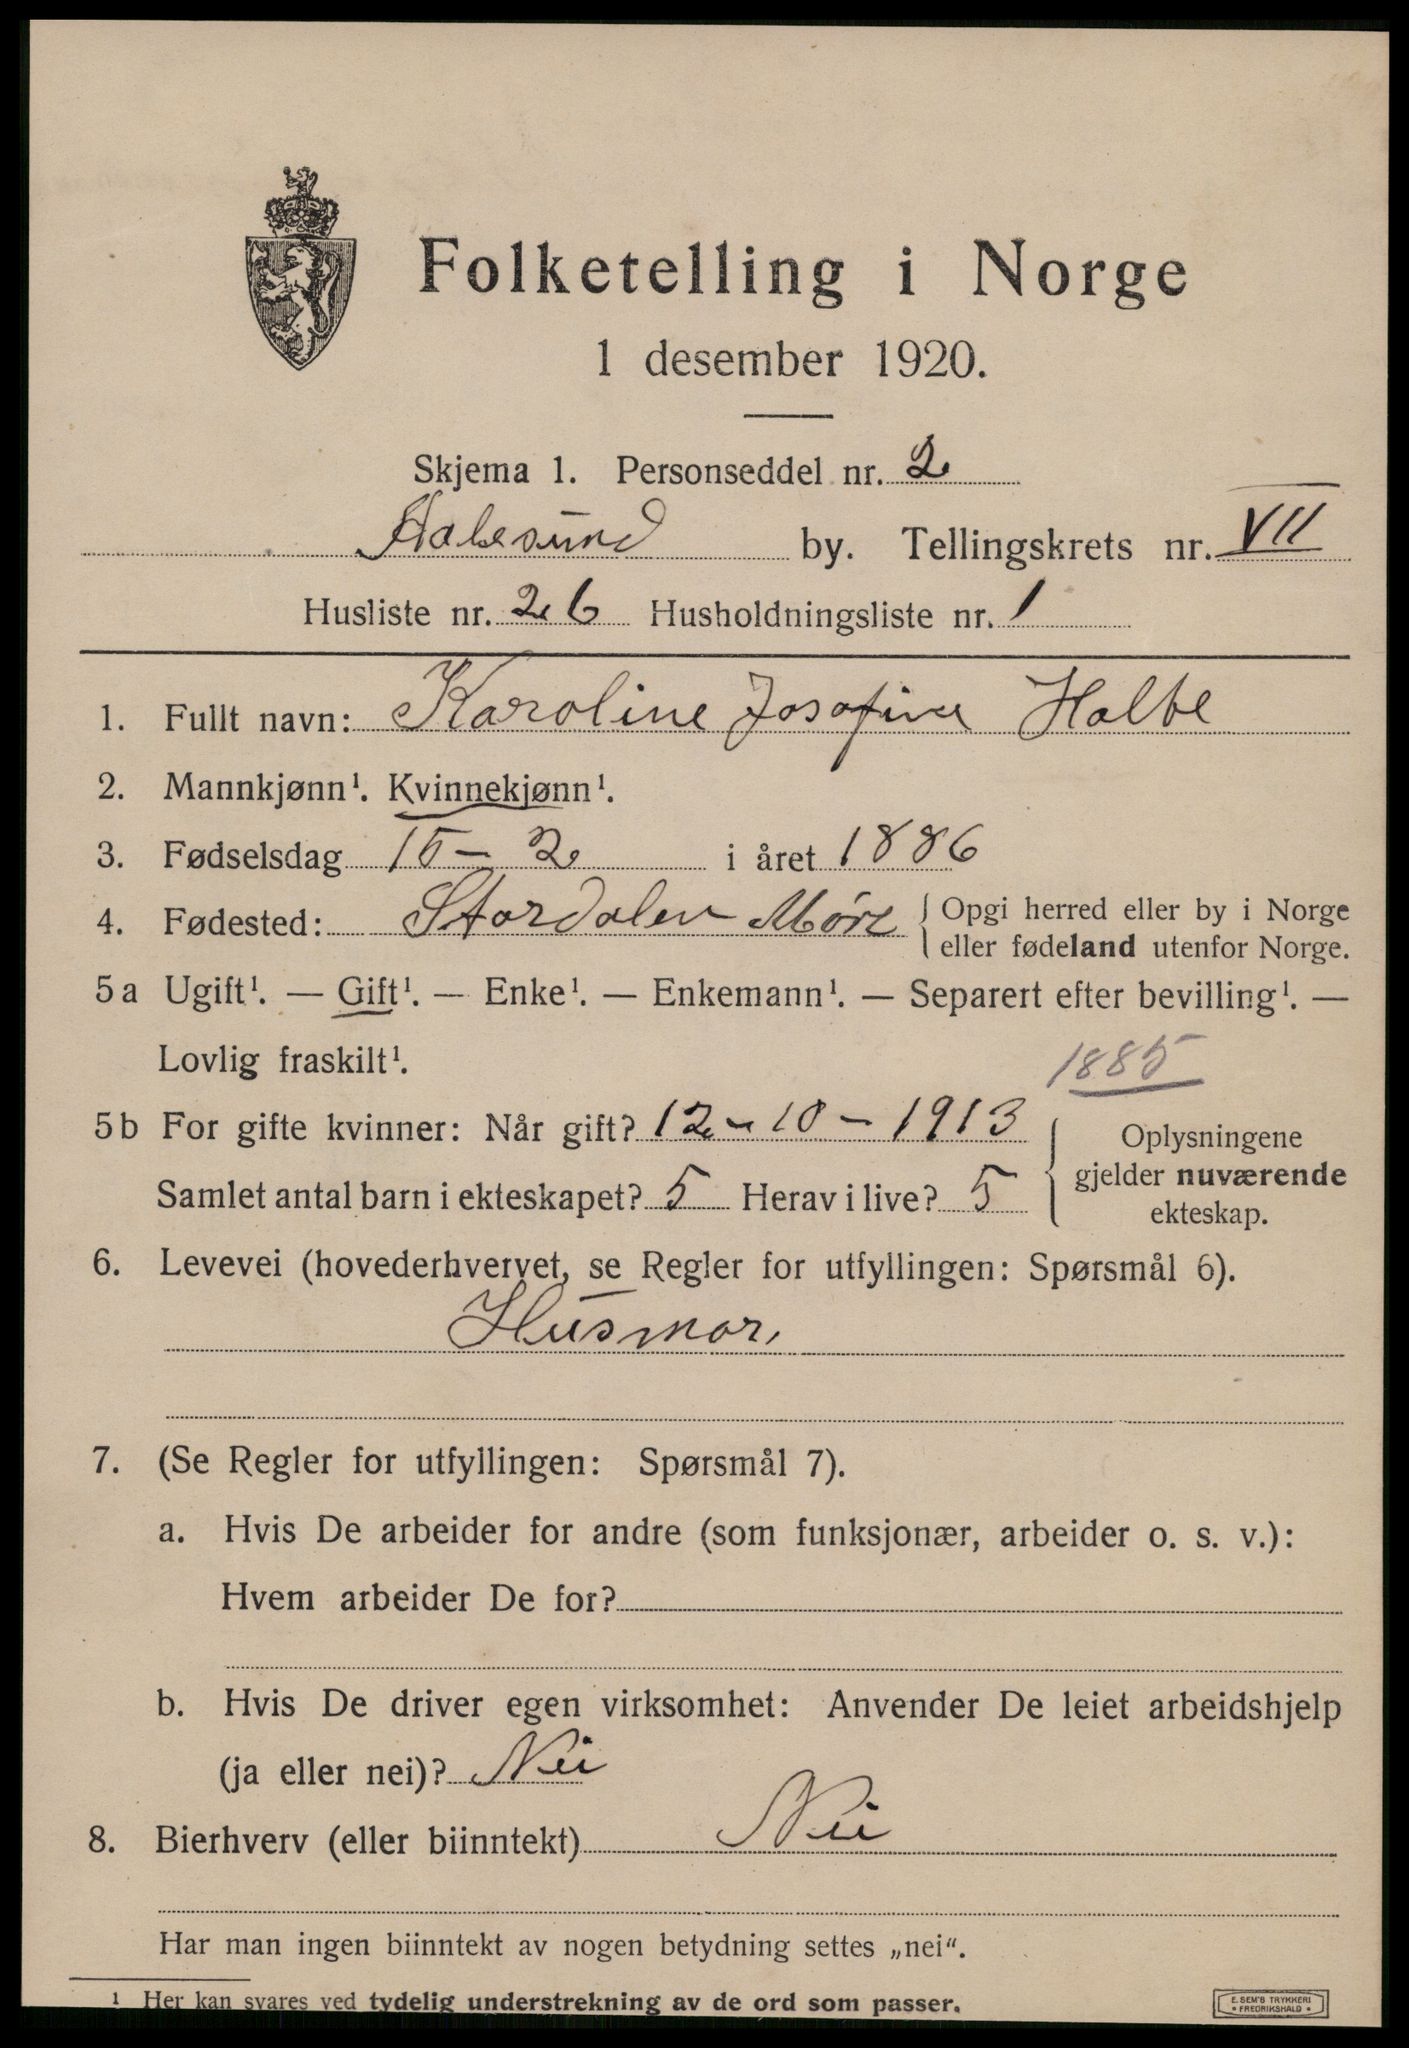 Folketelling i Norge
1 desember 1920.
Skjema 1. Personseddel nr. 2
Aalesund by. Tellingskrets nr. VII
Husliste nr. 26 Husholdningsliste nr. 1
1. Fullt navn: Karoline Josefine Holbe
2. Mannkjønn¹. Kvinnekjønn¹.
3. Fødselsdag 15 - 2 i året 1886
4. Fødested: Stordalen Møre { Opgi herred eller by i Norge
eller fødeland utenfor Norge.
5a Ugift¹. — Gift¹. — Enke¹. — Enkemann¹. — Separert efter bevilling¹. —
Lovlig fraskilt¹.
1885
5b For gifte kvinner: Når gift? 12 - 10 - 1913
Samlet antal barn i ekteskapet? 5 Herav i live? 5
{ Oplysningene
gjelder nuværende
ekteskap.
6. Levevei (hovederhvervet, se Regler for utfyllingen: Spørsmål 6).
Husmor.
7. (Se Regler for utfyllingen: Spørsmål 7).
a. Hvis De arbeider for andre (som funksjonær, arbeider o. s. v.):
Hvem arbeider De for?
b. Hvis De driver egen virksomhet: Anvender De leiet arbeidshjelp
(ja eller nei)? Nei
8. Bierhverv (eller biinntekt) Nei
Har man ingen biinntekt av nogen betydning settes „nei“.
¹ Her kan svares ved tydelig understrekning av de ord som passer.
E. SEM'S TRYKKERI
• FREDRIKSHALD •